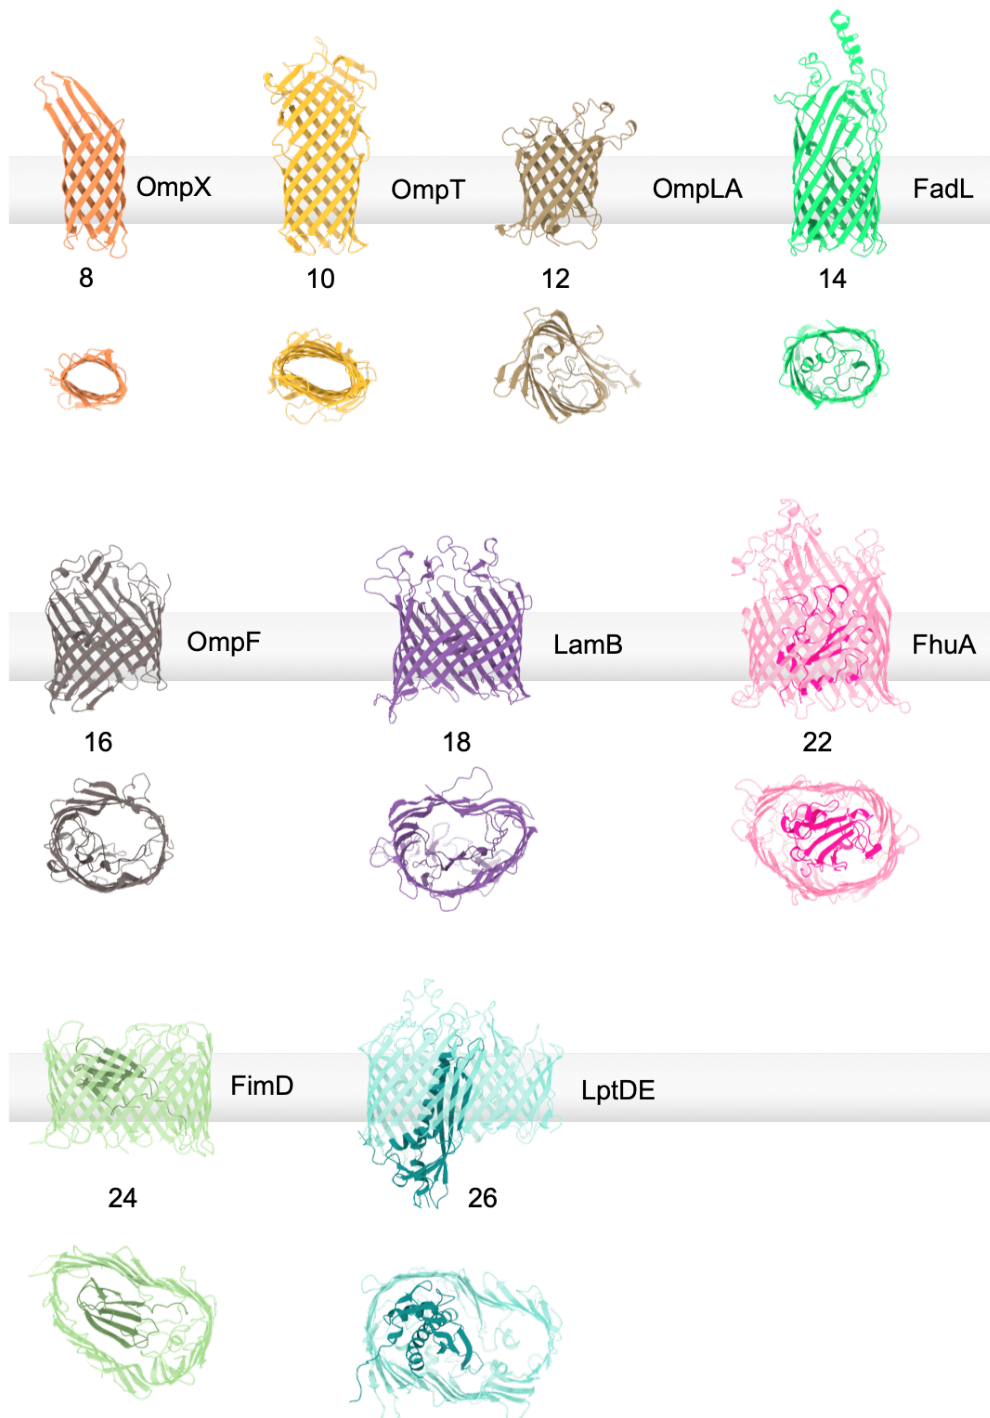 OmpX OmpT OmpLA FadL
8 10 12 14
OmpF LamB FhuA
16 18 22
FimD LptDE
24 26